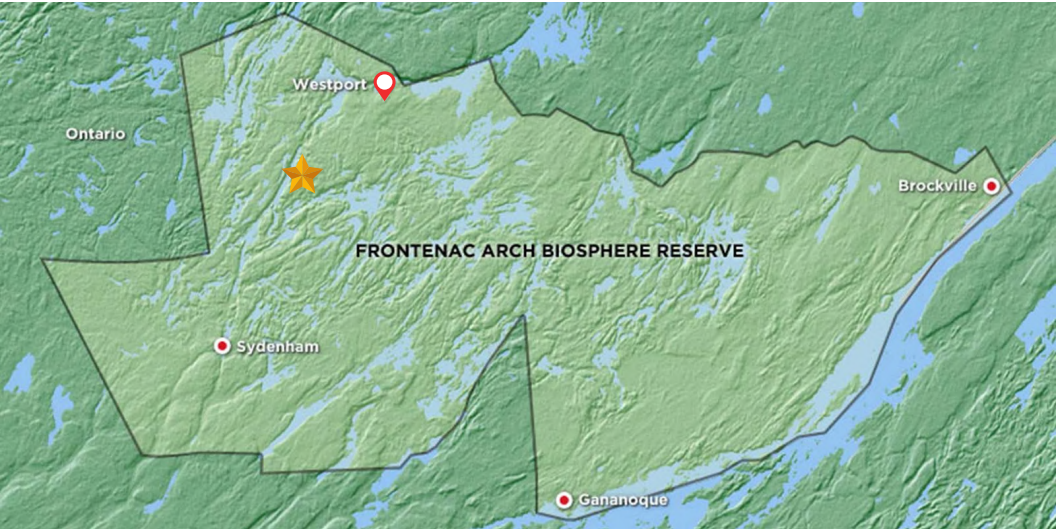 Westport
Ontario
Brockville
FRONTENAC ARCH BIOSPHERE RESERVE
Sydenham
Gananoque